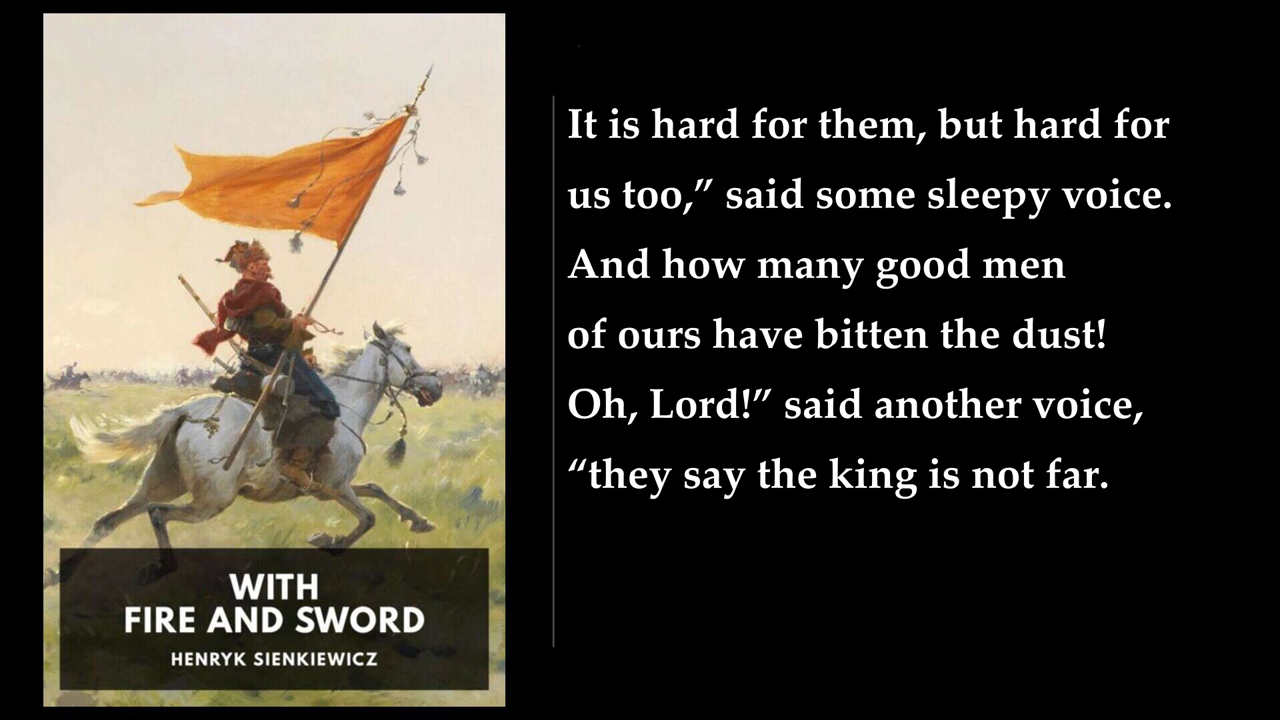 WITH
FIRE AND SWORD
HENRYK SIENKIEWICZ
It is hard for them, but hard for
us too,” said some sleepy voice.
And how many good men
of ours have bitten the dust!
Oh, Lord!” said another voice,
“they say the king is not far.